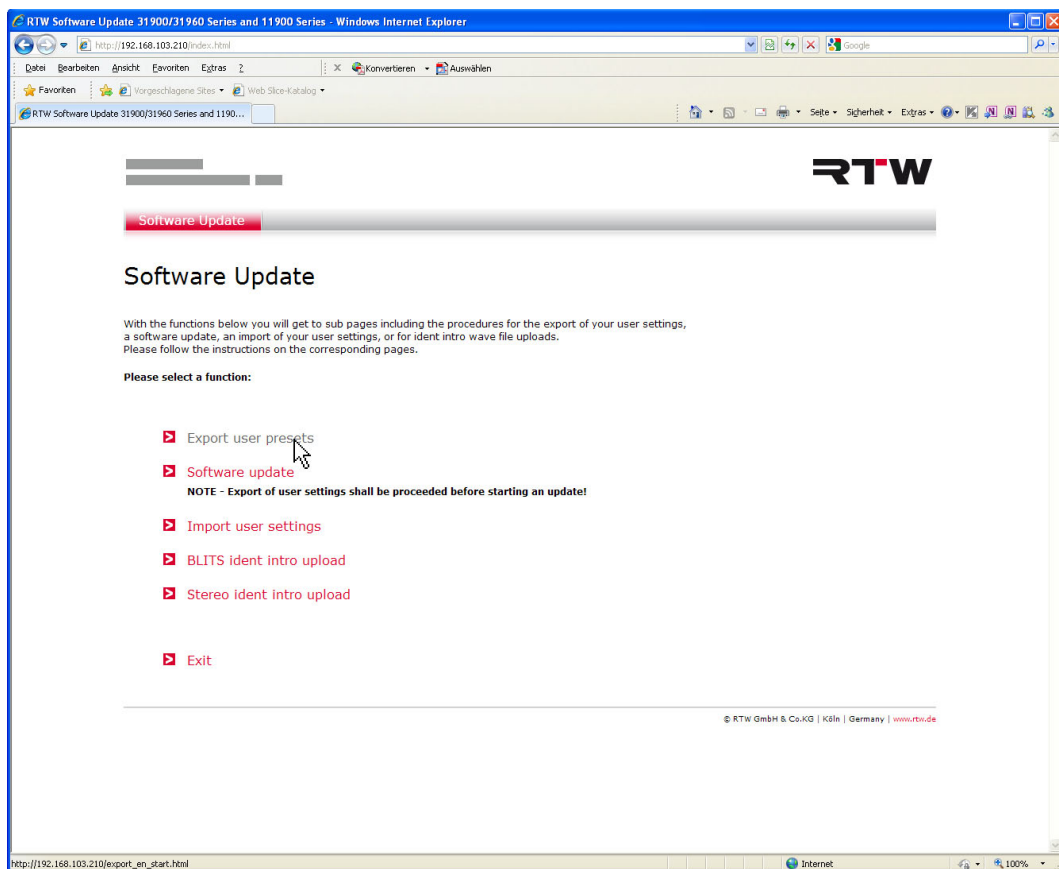 RTW Software Update 31900/31960 Series and 11900 Series - Windows Internet Explorer
http://192.168.103.210/index.html
Google
Datei Bearbeiten Ansicht Favoriten Extras ?
X Konvertieren Auswählen
Favoriten Vorgeschlagene Sites Web Slice-Katalog
RTW Software Update 31900/31960 Series and 1190...
Seite Sicherheit Extras
RTW
Software Update
Software Update
With the functions below you will get to sub pages including the procedures for the export of your user settings,
a software update, an import of your user settings, or for ident intro wave file uploads.
Please follow the instructions on the corresponding pages.
Please select a function:
Export user presets
Software update
NOTE - Export of user settings shall be proceeded before starting an update!
Import user settings
BLITS ident intro upload
Stereo ident intro upload
Exit
© RTW GmbH & Co.KG | Köln | Germany | www.rtw.de
http://192.168.103.210/export_en_start.html
Internet
100%